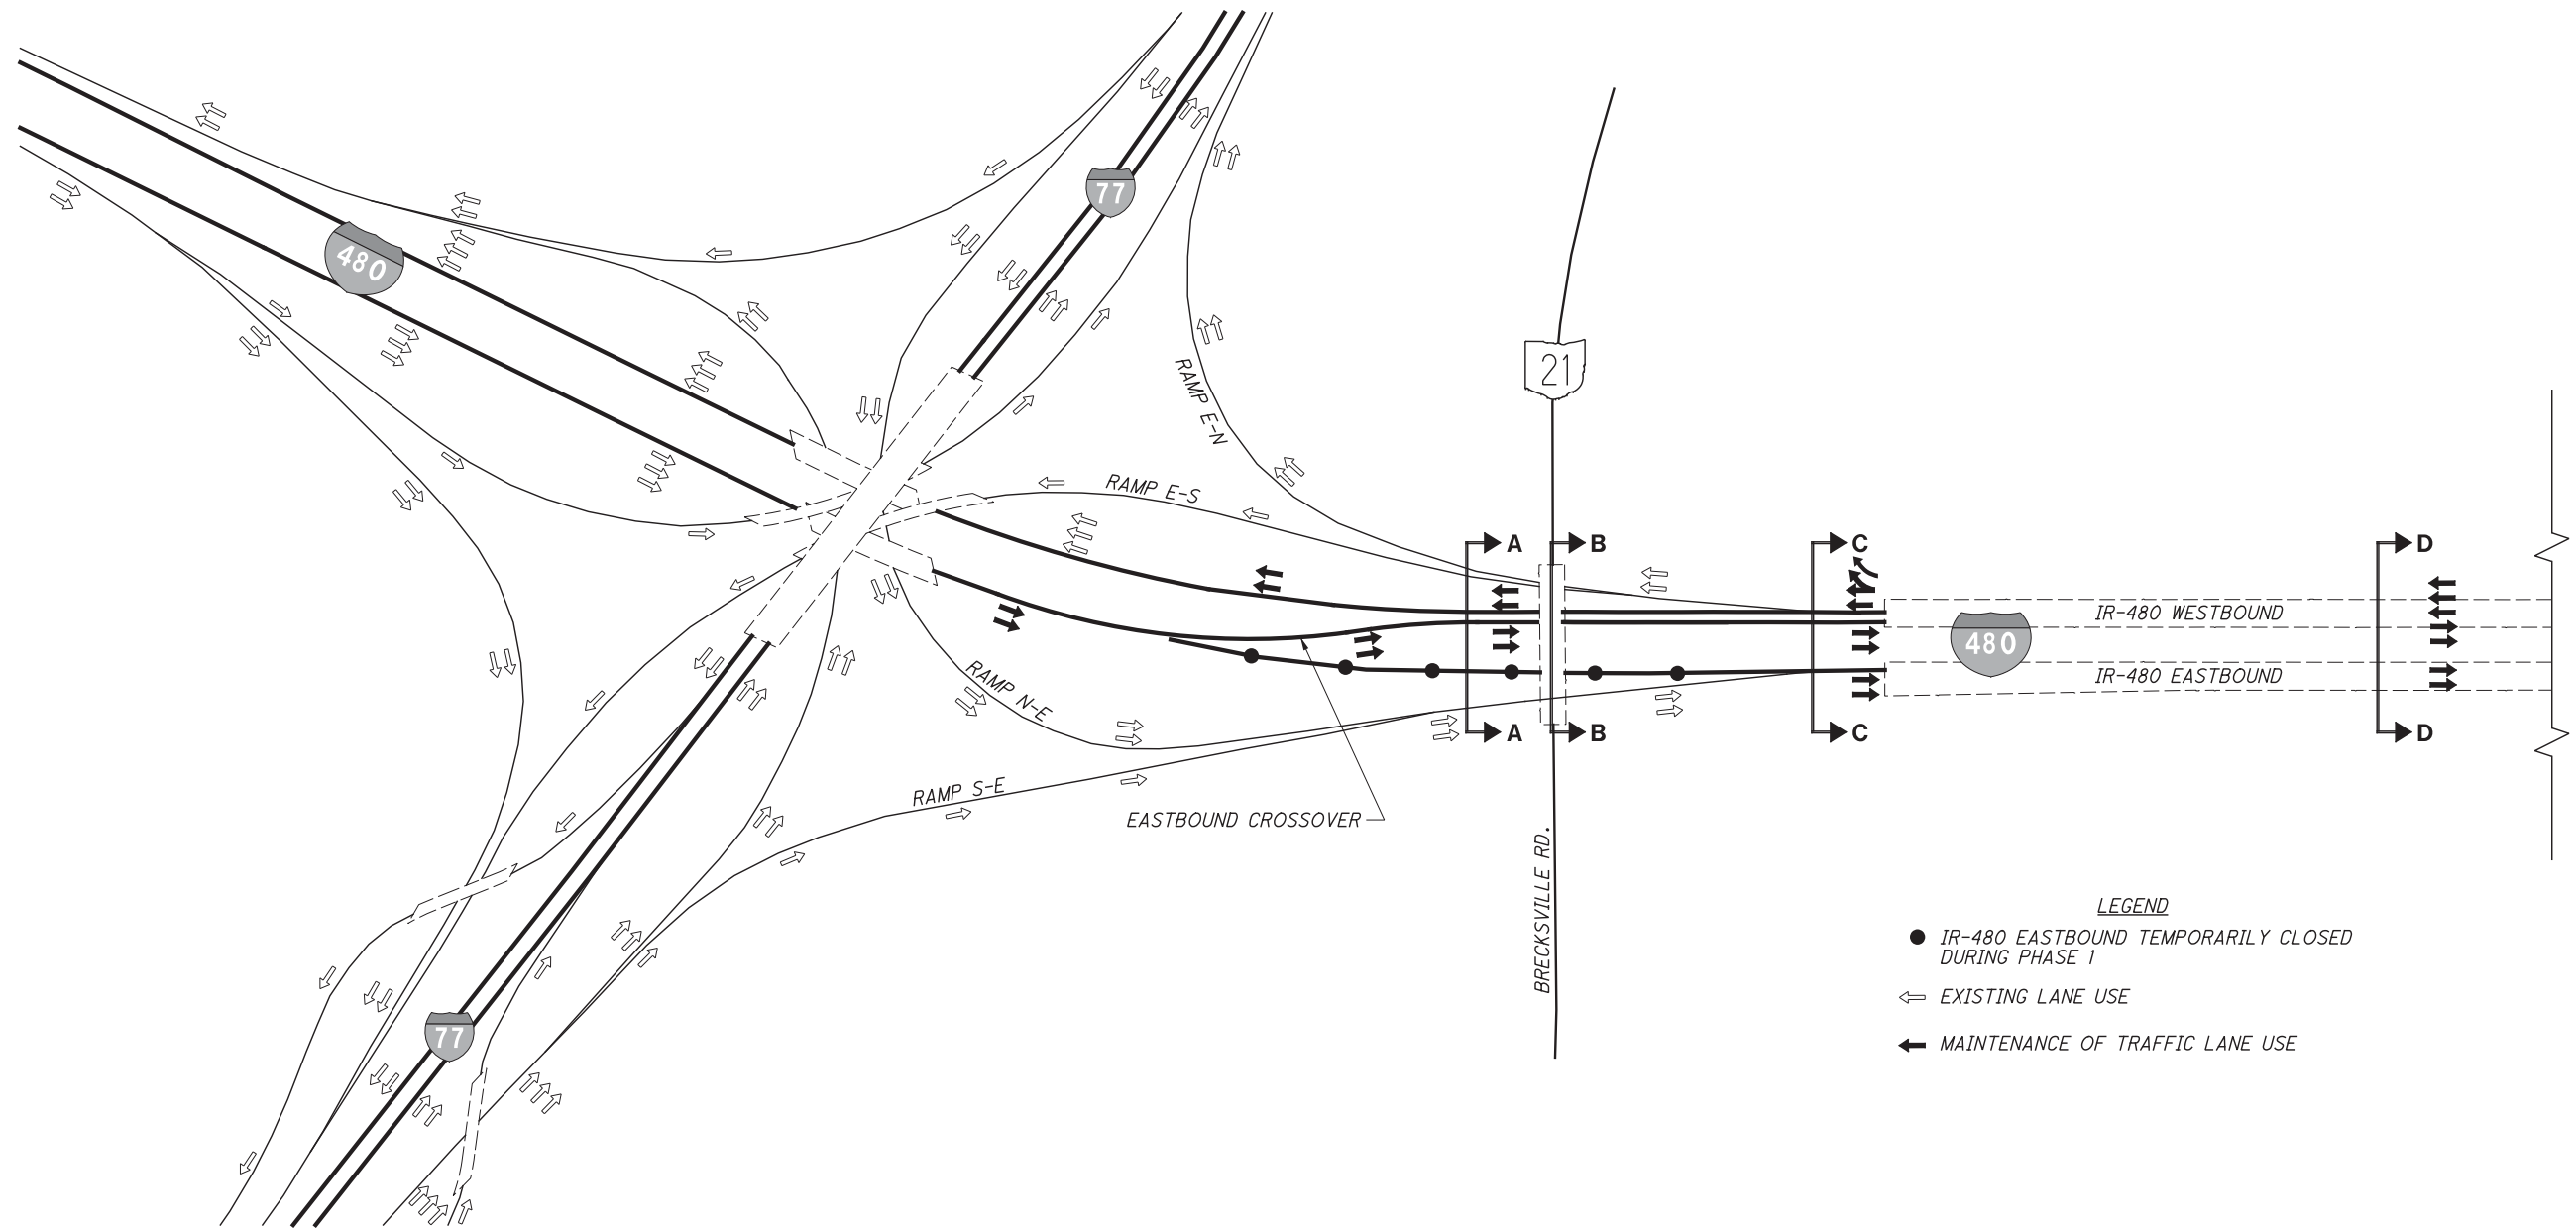 77
480
21
RAMP E-N
RAMP E-S
A
B
C
D
IR-480 WESTBOUND
480
IR-480 EASTBOUND
RAMP N-E
A
B
C
D
RAMP S-E
EASTBOUND CROSSOVER
BRECKSVILLE RD.
LEGEND
IR-480 EASTBOUND TEMPORARILY CLOSED
DURING PHASE 1
EXISTING LANE USE
77
MAINTENANCE OF TRAFFIC LANE USE